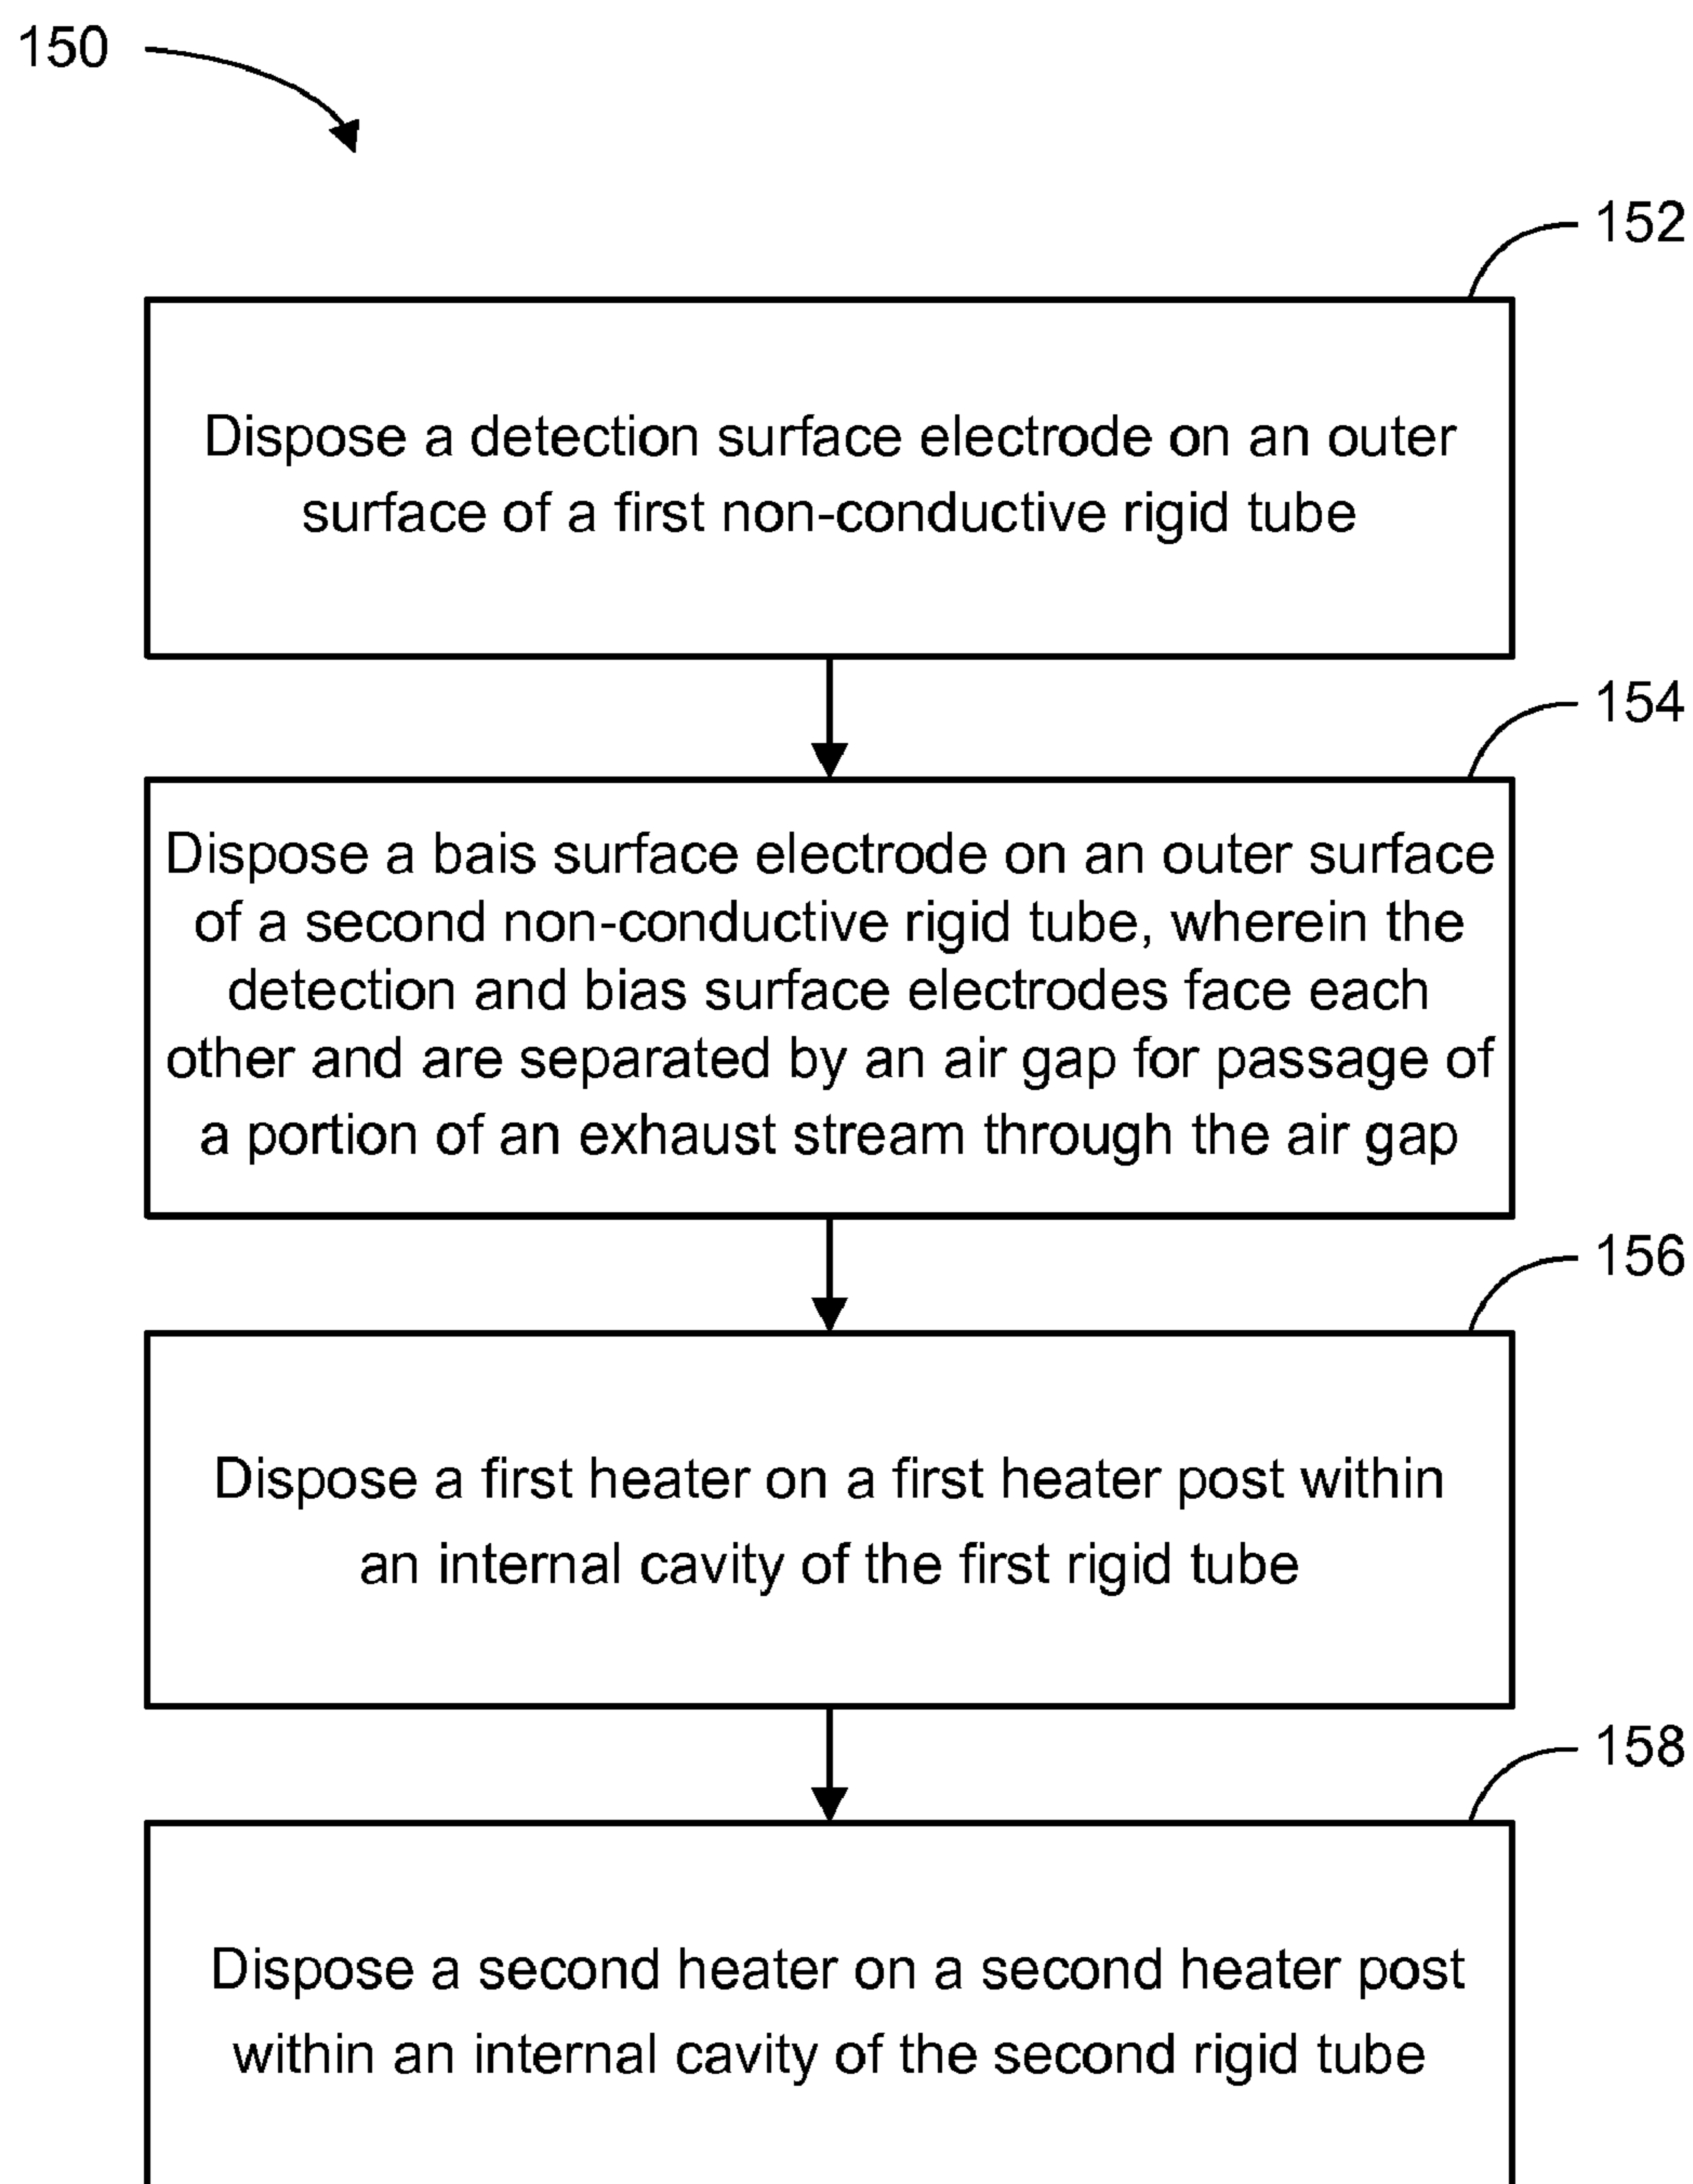 150
152
Dispose a detection surface electrode on an outer
surface of a first non-conductive rigid tube
154
Dispose a bais surface electrode on an outer surface
of a second non-conductive rigid tube, wherein the
detection and bias surface electrodes face each
other and are separated by an air gap for passage of
a portion of an exhaust stream through the air gap
156
Dispose a first heater on a first heater post within
an internal cavity of the first rigid tube
158
Dispose a second heater on a second heater post
within an internal cavity of the second rigid tube